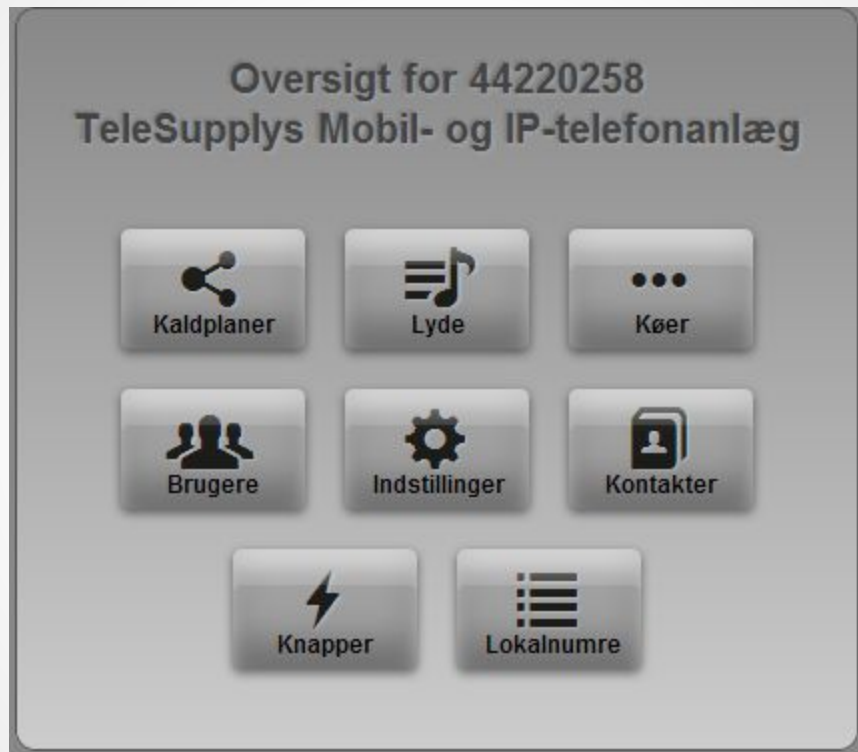 Oversigt for 44220258
TeleSupplys Mobil- og IP-telefonanlæg
Kaldplaner
Lyde
Køer
Brugere
Indstillinger
Kontakter
Knapper
Lokalnumre